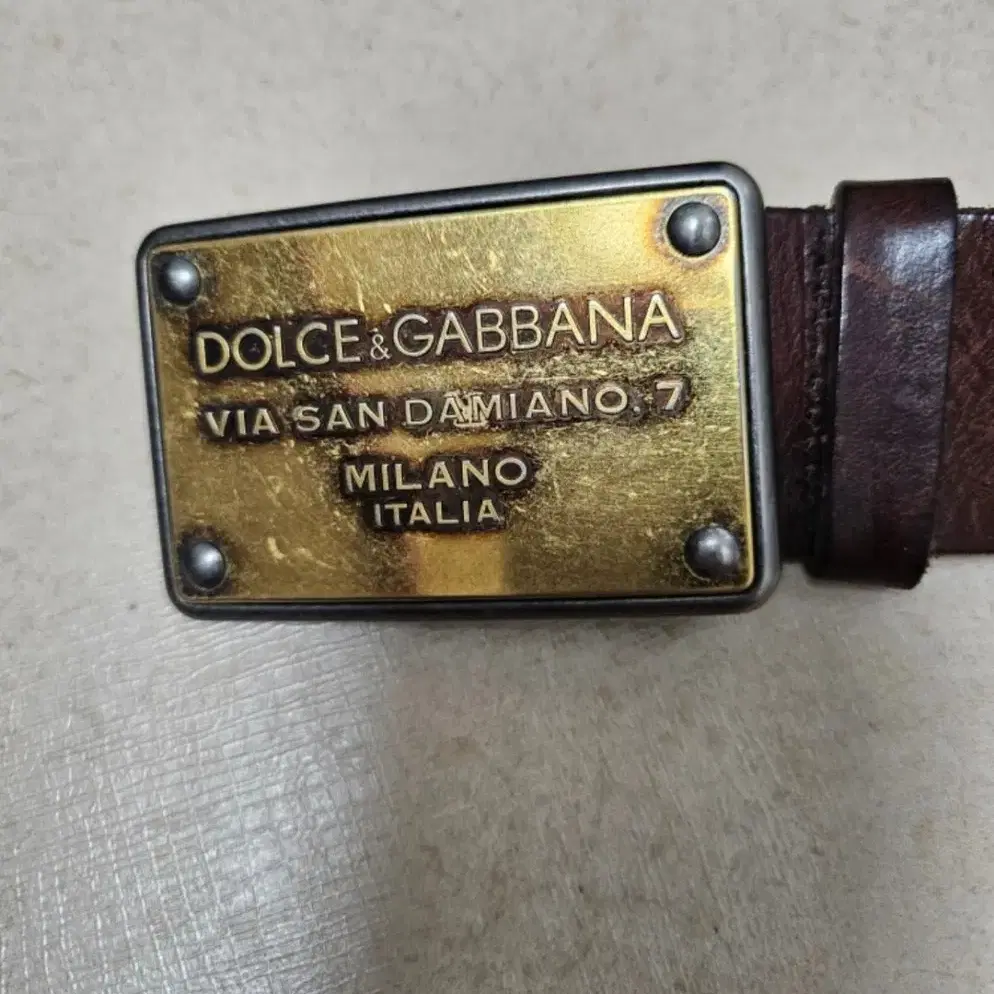 DOLCE & GABBANA
VIA SAN DAMIANO. 7
MILANO
ITALIA